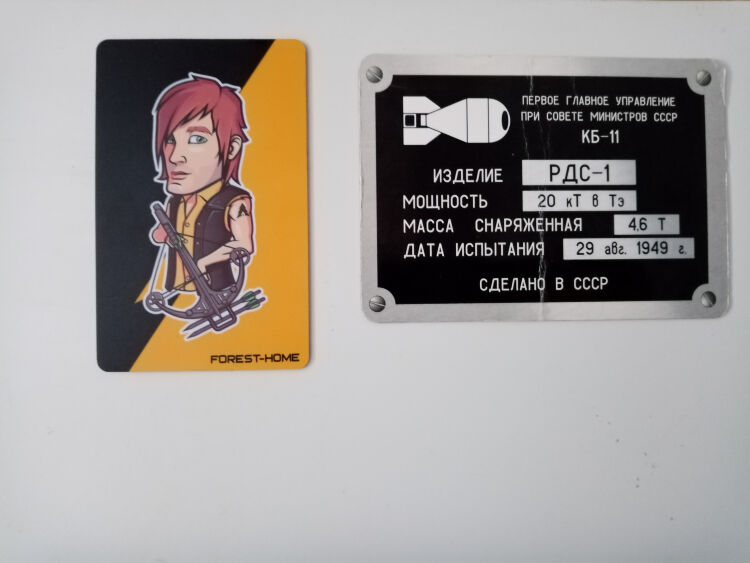 FOREST-HOME
ПЕРВОЕ ГЛАВНОЕ УПРАВЛЕНИЕ
ПРИ СОВЕТЕ МИНИСТРОВ СССР
КБ-11
ИЗДЕЛИЕ РДС-1
МОЩНОСТЬ 20 кТ в Тэ
МАССА СНАРЯЖЕННАЯ 4,6 Т
ДАТА ИСПЫТАНИЯ 29 авг. 1949 г.
СДЕЛАНО В СССР